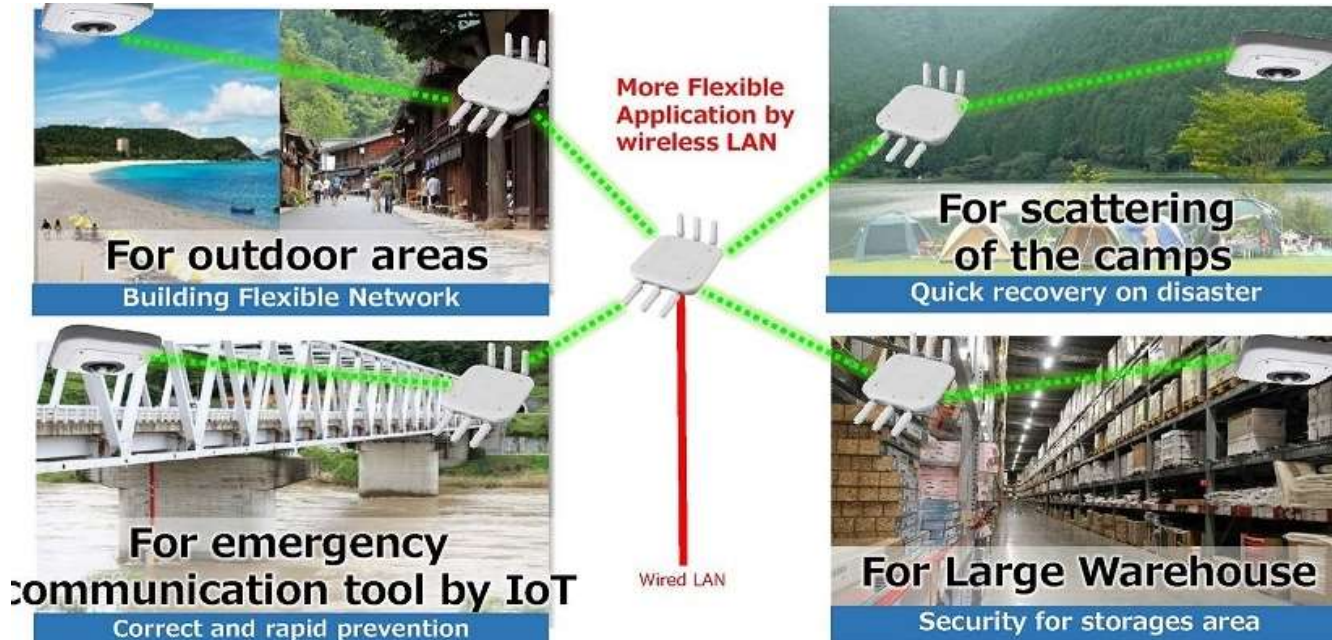 More Flexible
Application by
wireless LAN
For outdoor areas
Building Flexible Network
For scattering
of the camps
Quick recovery on disaster
For emergency
communication tool by IoT
Correct and rapid prevention
Wired LAN
For Large Warehouse
Security for storages area